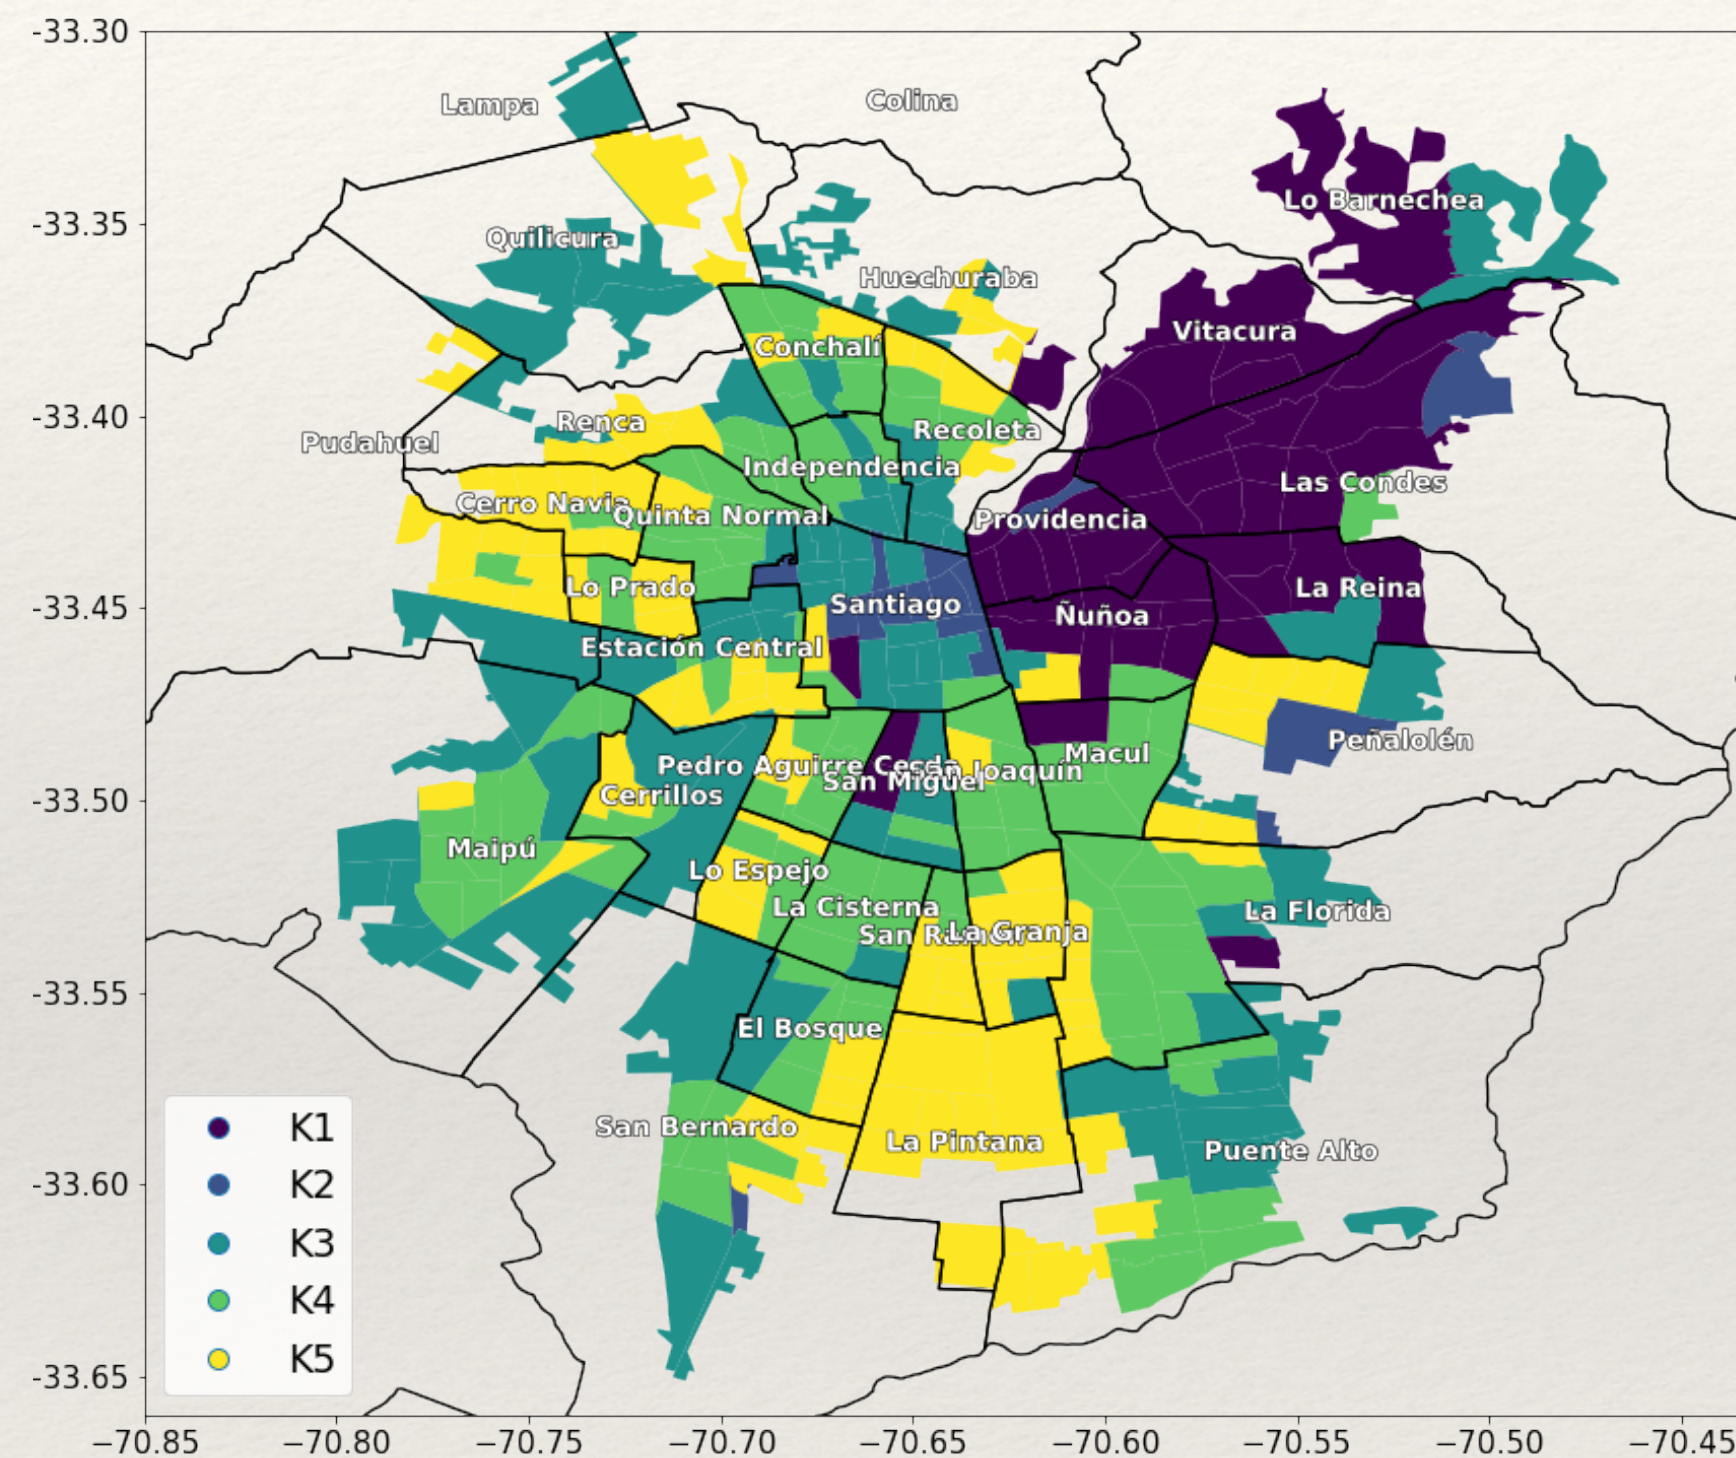 -33.30
-33.35
-33.40
-33.45
-33.50
-33.55
-33.60
-33.65
Lampa
Colina
Lo Barnechea
Quilicura
Huechuraba
Vitacura
Conchalí
Renca
Recoleta
Pudahuel
Independencia
Las Condes
Cerro Navia
Quinta Normal
Providencia
Lo Prado
La Reina
Santiago
Ñuñoa
Estación Central
Peñalolén
Macul
Pedro Aguirre Cerda
San Joaquín
San Miguel
Cerrillos
Maipú
Lo Espejo
La Cisterna
La Florida
San Ramón
La Granja
El Bosque
San Bernardo
La Pintana
Puente Alto
K1
K2
K3
K4
K5
−70.85 −70.80 −70.75 −70.70 −70.65 −70.60 −70.55 −70.50 −70.45